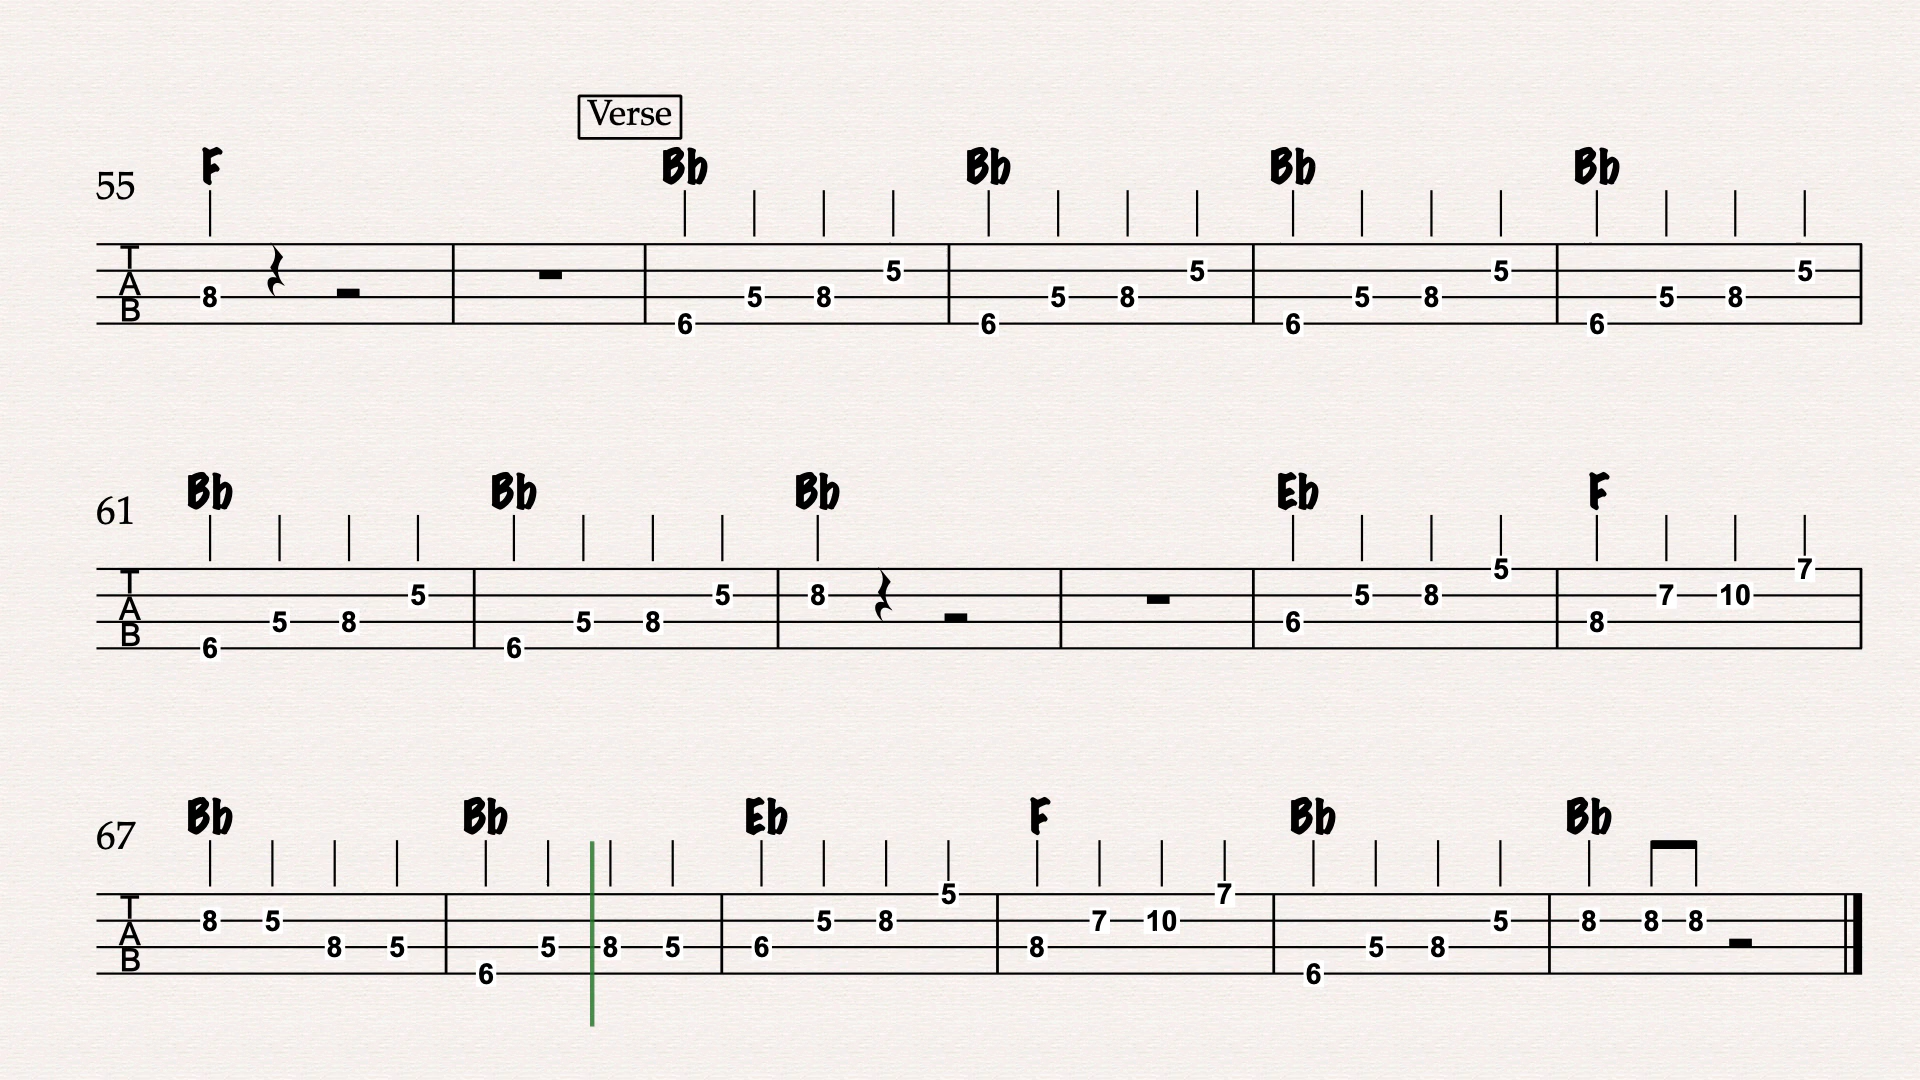 Verse
F Bb Bb Bb Bb
55
T A B 8 6 5 8 5 6 5 8 5 6 5 8 5 6 5 8 5
Bb Bb Bb Eb F
61
T A B 6 5 8 5 6 5 8 5 8 6 5 8 5 8 7 10 7
Bb Bb Eb F Bb Bb
67
T A B 8 5 8 5 6 5 8 5 6 5 8 5 8 7 10 7 6 5 8 5 8 8 8